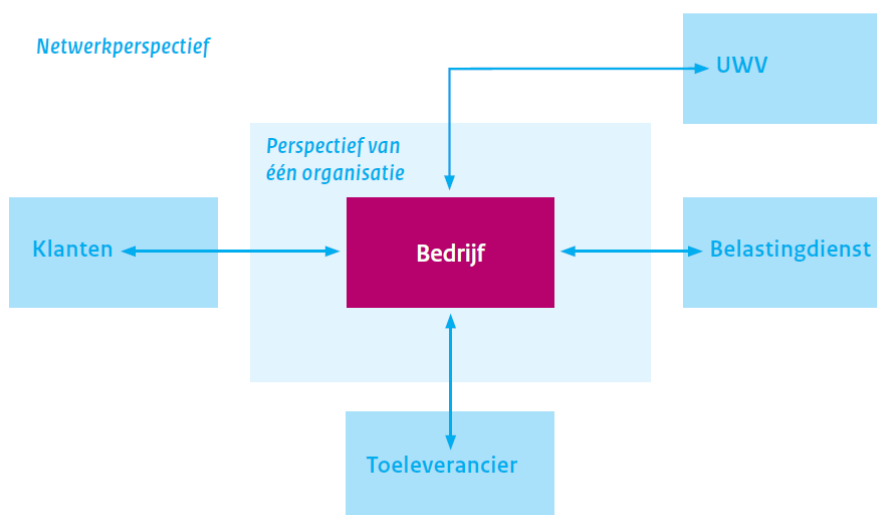 Netwerkperspectief
UWV
Perspectief van
één organisatie
Klanten
Bedrijf
Belastingdienst
Toeleverancier